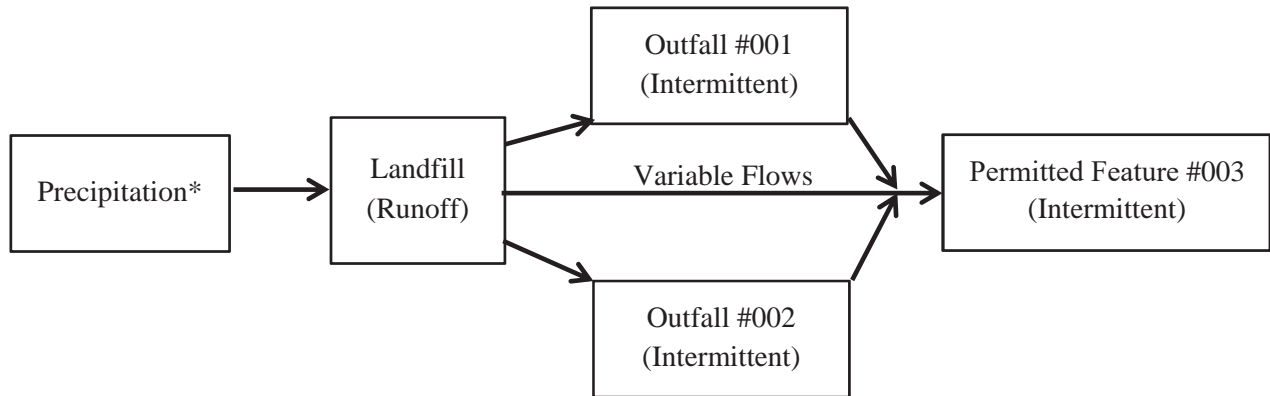 Precipitation*
Landfill
(Runoff)
Outfall #001
(Intermittent)
Variable Flows
Outfall #002
(Intermittent)
Permitted Feature #003
(Intermittent)